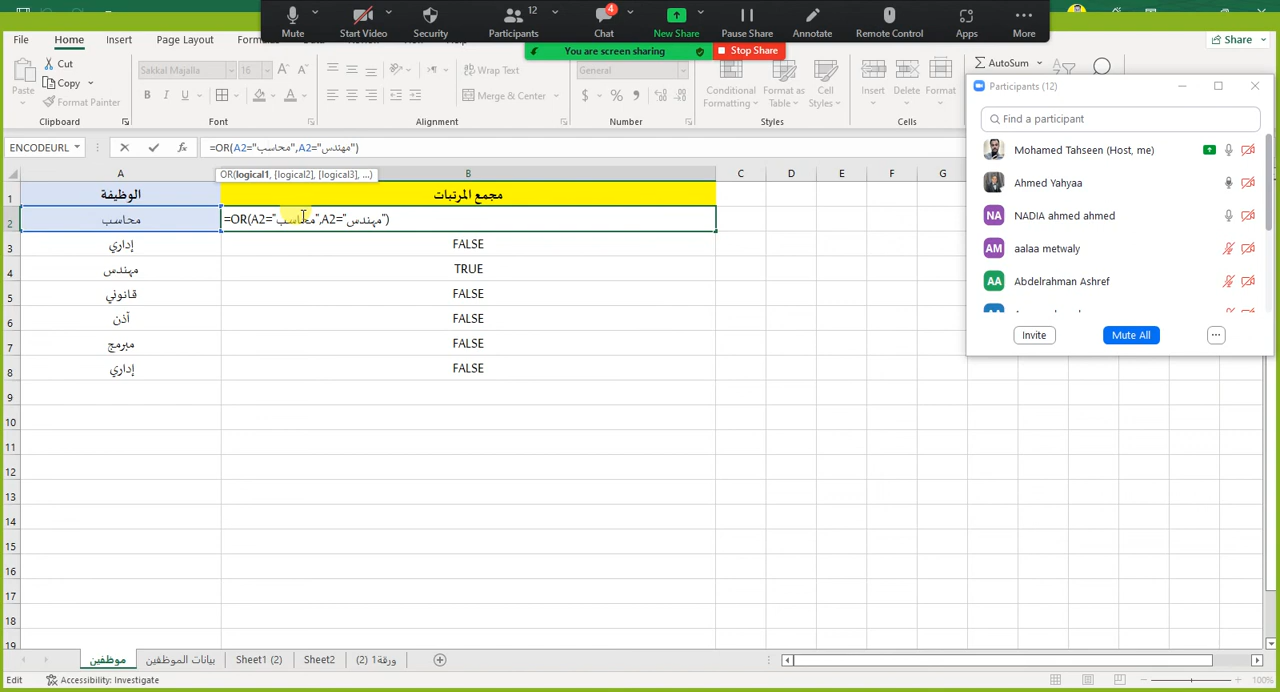 12
4
Mute
Start Video
Security
Participants
Chat
New Share
Pause Share
Annotate
Remote Control
Apps
More
You are screen sharing
Stop Share
File
Home
Insert
Page Layout
Share
Paste
Cut
Copy
Format Painter
Clipboard
Sakkal Majalla
16
B I U
Font
Wrap Text
Merge & Center
Alignment
General
$ % 9
Number
Conditional Formatting
Format as Table
Cell Styles
Styles
Insert
Delete
Format
Cells
AutoSum
ENCODEURL
fx
=OR(A2="محاسب",A2="مهندس")
OR(logical1, [logical2], [logical3], ...)
A B C D E F G
1 الوظيفة مجمع المرتبات
2 محاسب =OR(A2="محاسب",A2="مهندس")
3 إداري FALSE
4 مهندس TRUE
5 قانوني FALSE
6 أذن FALSE
7 مبرمج FALSE
8 إداري FALSE
9
10
11
12
13
14
15
16
17
18
19
Participants (12)
Find a participant
Mohamed Tahseen (Host, me)
Ahmed Yahyaa
NA NADIA ahmed ahmed
AM aalaa metwaly
AA Abdelrahman Ashref
Invite
Mute All
...
موظفين
بيانات الموظفين
Sheet1 (2)
Sheet2
ورقة1 (2)
Edit
Accessibility: Investigate
100%